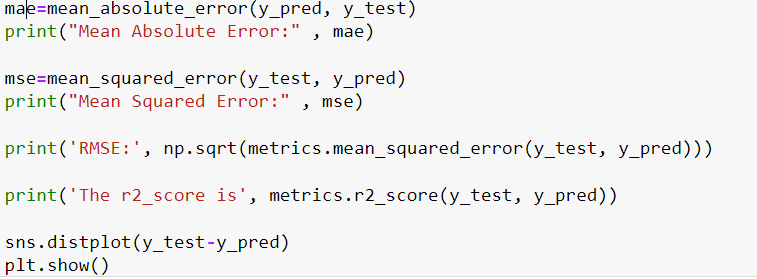 mae=mean_absolute_error(y_pred, y_test)
print("Mean Absolute Error:" , mae)
mse=mean_squared_error(y_test, y_pred)
print("Mean Squared Error:" , mse)
print('RMSE:', np.sqrt(metrics.mean_squared_error(y_test, y_pred)))
print('The r2_score is', metrics.r2_score(y_test, y_pred))
sns.distplot(y_test-y_pred)
plt.show()